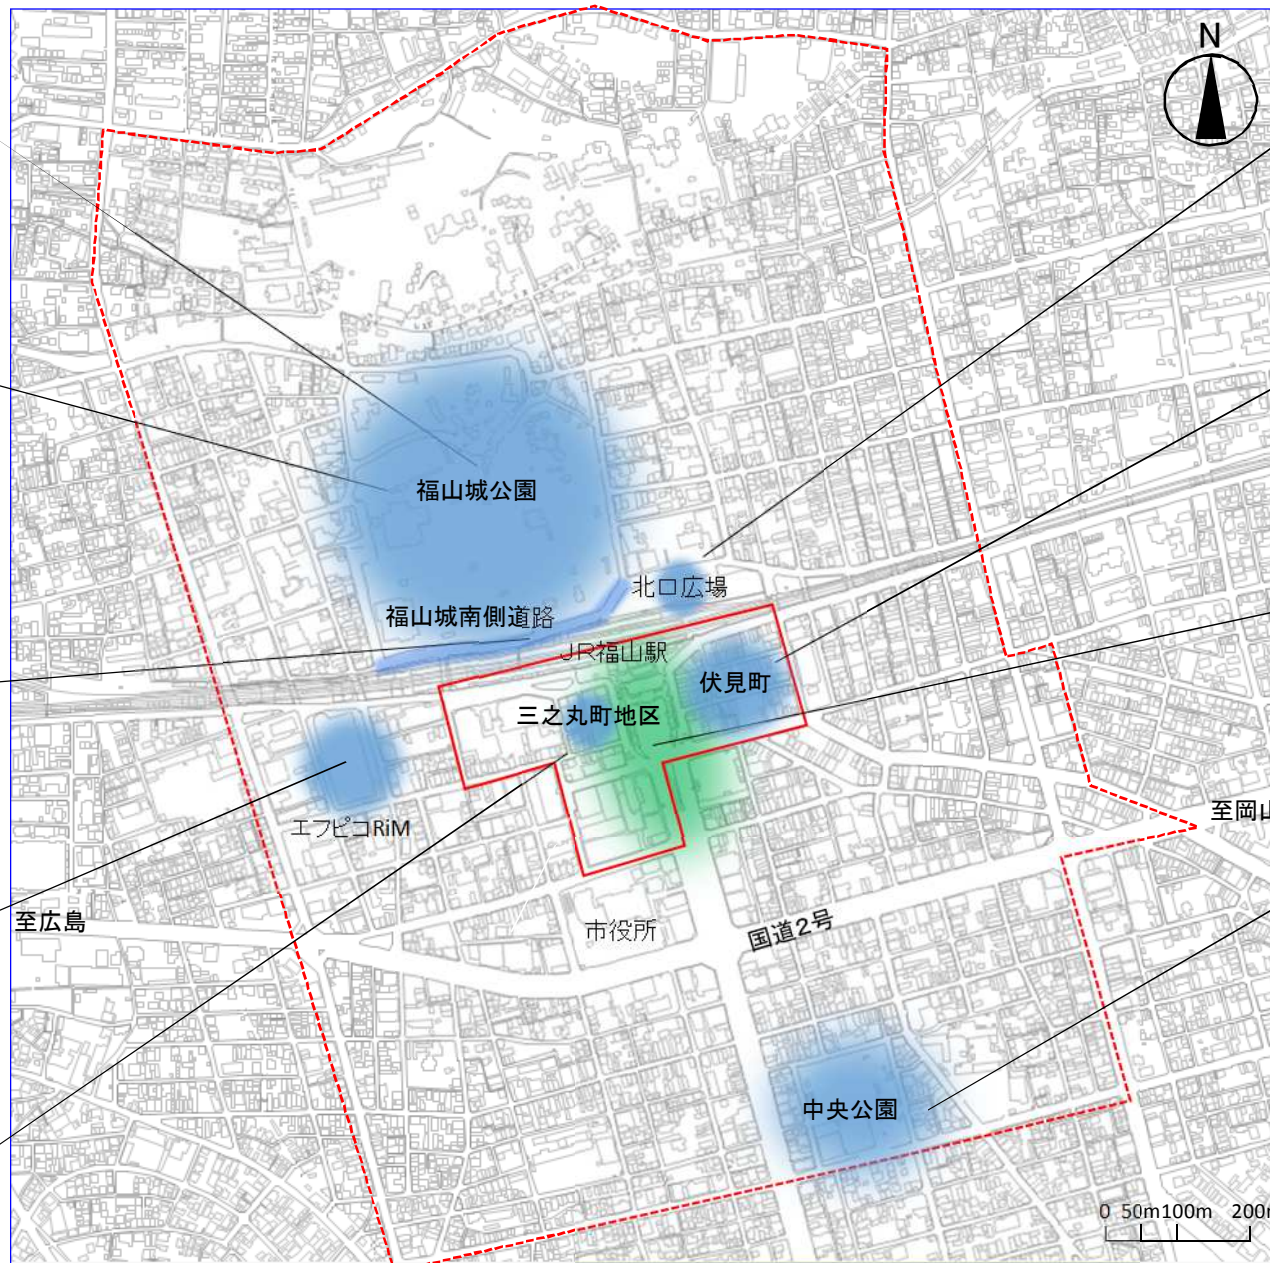 N
福山城公園
北口広場
福山城南側道路
JR福山駅
伏見町
三之丸町地区
エフピコRiM
至岡山
至広島
市役所
国道2号
中央公園
0 50m100m 200m